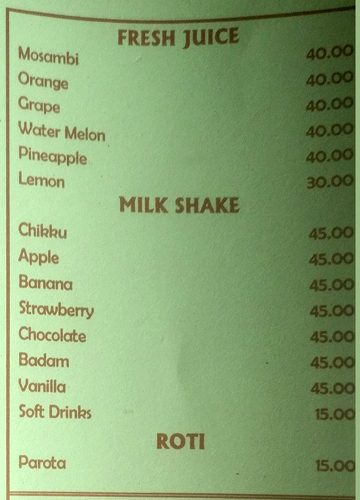 FRESH JUICE
Mosambi 40.00
Orange 40.00
Grape 40.00
Water Melon 40.00
Pineapple 40.00
Lemon 30.00
MILK SHAKE
Chikku 45.00
Apple 45.00
Banana 45.00
Strawberry 45.00
Chocolate 45.00
Badam 45.00
Vanilla 45.00
Soft Drinks 15.00
ROTI
Parota 15.00